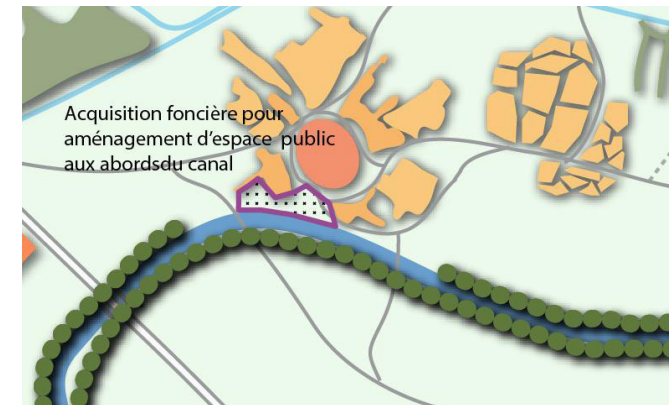 Acquisition foncière pour
aménagement d'espace public
aux abordsdu canal